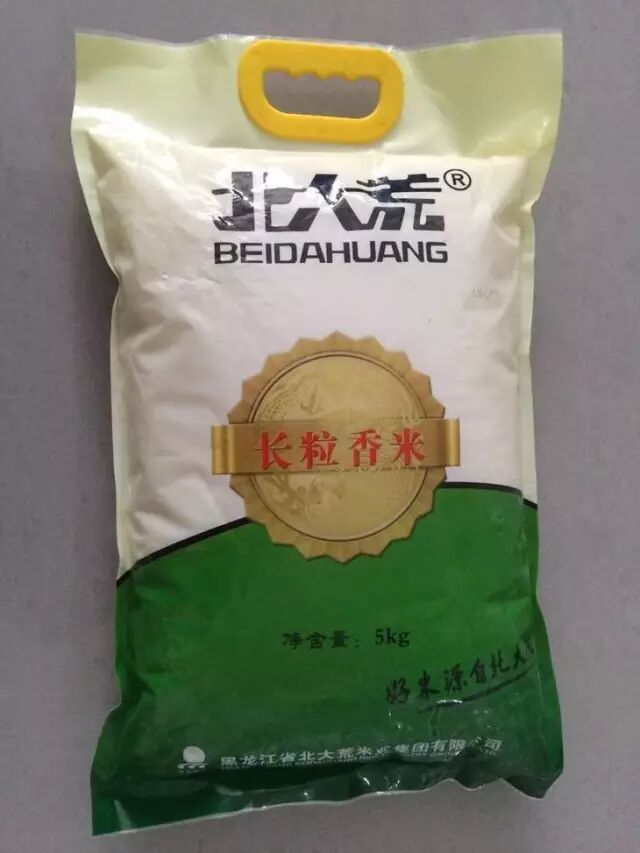 北大荒®
BEIDAHUANG
长粒香米
净含量：5kg
好米源自北大
黑龙江省北大荒米业集团有限公司